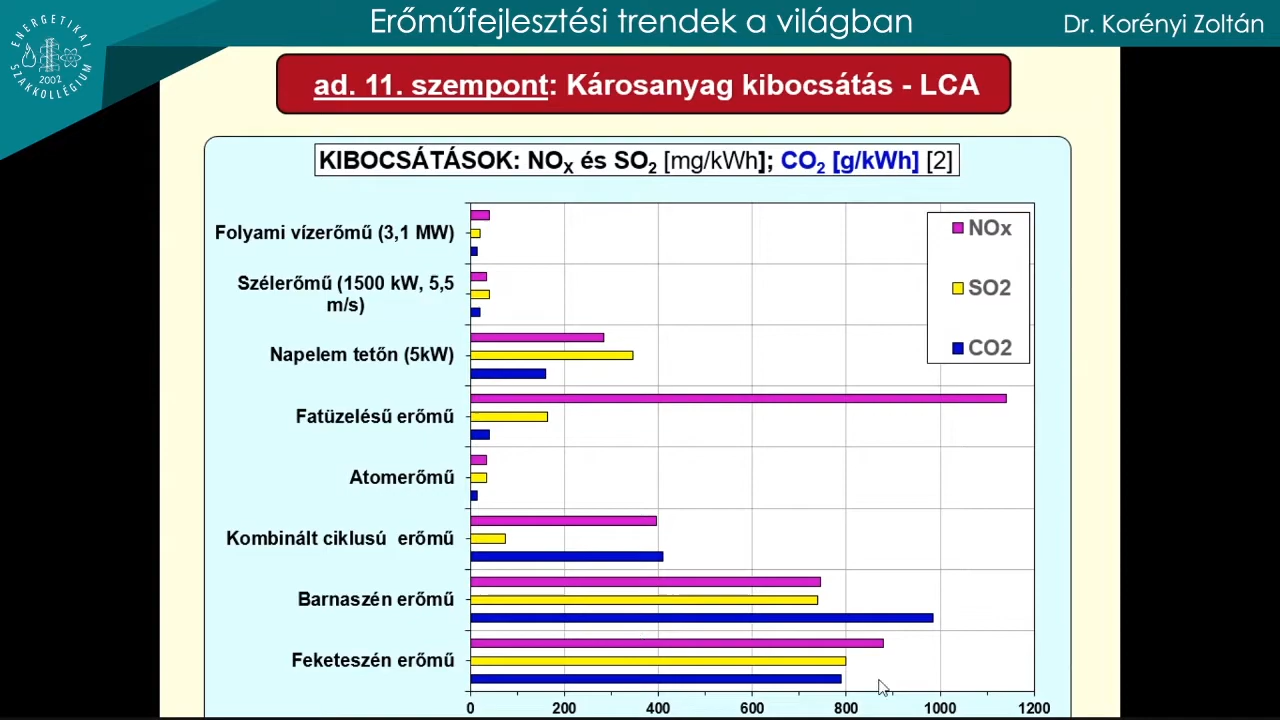 ENERGETIKAI
SZAKKOLLÉGIUM
2002
Erőműfejlesztési trendek a világban
Dr. Korényi Zoltán
ad. 11. szempont: Károsanyag kibocsátás - LCA
KIBOCSÁTÁSOK: NOX és SO2 [mg/kWh]; CO2 [g/kWh] [2]
Folyami vízerőmű (3,1 MW)
Szélerőmű (1500 kW, 5,5
m/s)
Napelem tetőn (5kW)
Fatüzelésű erőmű
Atomerőmű
Kombinált ciklusú erőmű
Barnaszén erőmű
Feketeszén erőmű
NOx
SO2
CO2
0 200 400 600 800 1000 1200